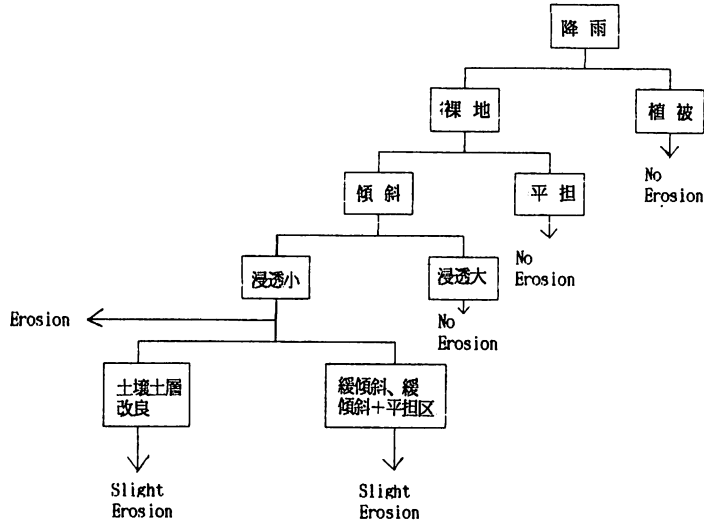 降雨
裸地
植被
No
Erosion
傾斜
平担
No
Erosion
浸透小
浸透大
No
Erosion
Erosion
土壌土層
改良
緩傾斜、緩
傾斜＋平担区
Slight
Erosion
Slight
Erosion